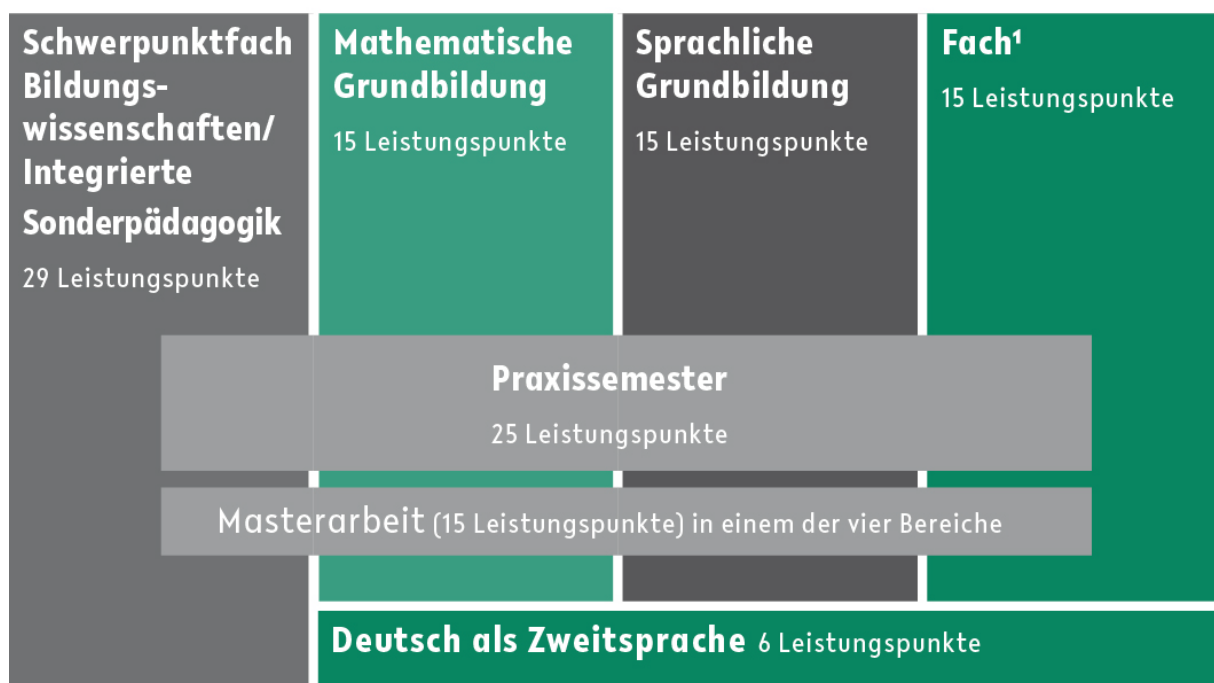 Schwerpunktfach
Bildungs-
wissenschaften/
Integrierte
Sonderpädagogik
29 Leistungspunkte
Mathematische
Grundbildung
15 Leistungspunkte
Sprachliche
Grundbildung
15 Leistungspunkte
Fach¹
15 Leistungspunkte
Praxissemester
25 Leistungspunkte
Masterarbeit (15 Leistungspunkte) in einem der vier Bereiche
Deutsch als Zweitsprache 6 Leistungspunkte